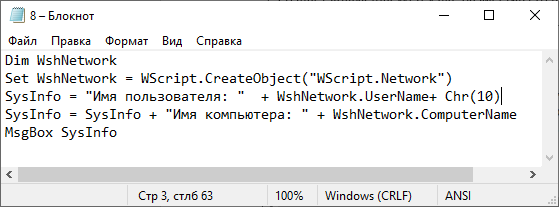 8 – Блокнот
Файл Правка Формат Вид Справка
Dim WshNetwork
Set WshNetwork = WScript.CreateObject("WScript.Network")
SysInfo = "Имя пользователя: "  + WshNetwork.UserName+ Chr(10)
SysInfo = SysInfo + "Имя компьютера: " + WshNetwork.ComputerName
MsgBox SysInfo
Стр 3, стлб 63 100% Windows (CRLF) ANSI